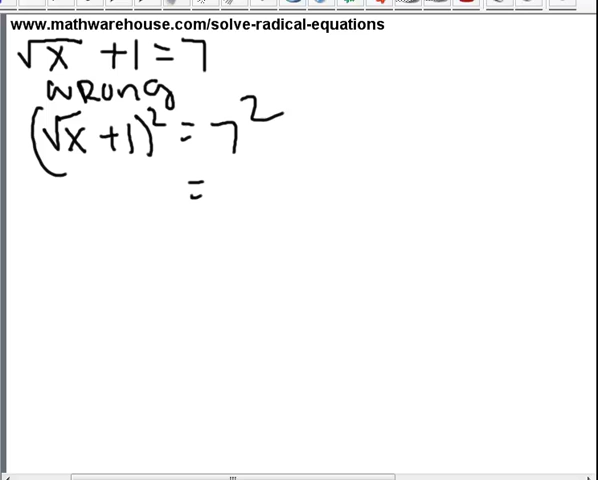 www.mathwarehouse.com/solve-radical-equations
√x +1 = 7
wrong
(√x +1)² = 7²
=